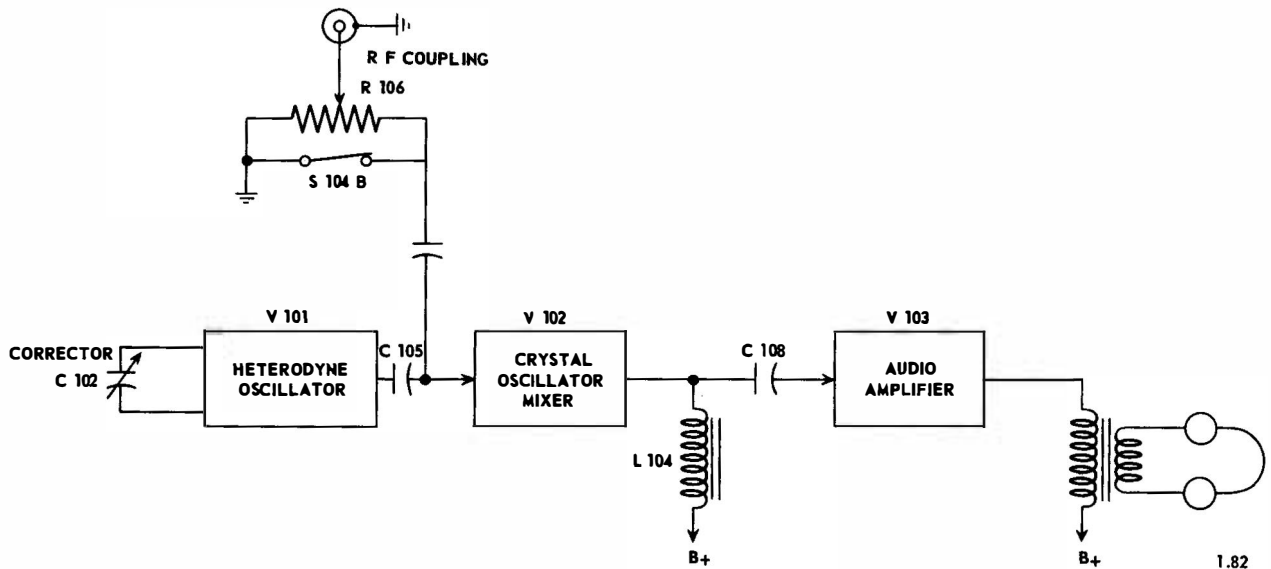 R F COUPLING
R 106
S 104 B
V 101
V 102
V 103
CORRECTOR
C 102
HETERODYNE
OSCILLATOR
C 105
CRYSTAL
OSCILLATOR
MIXER
C 108
AUDIO
AMPLIFIER
L 104
B+
B+
1.82